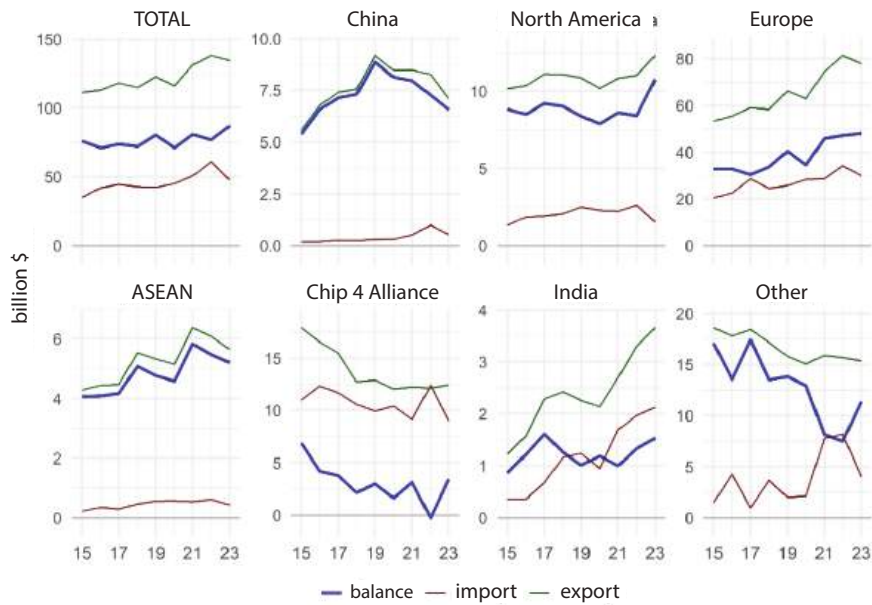 TOTAL China North America Europe
150 10.0
100 7.5 10 80
60
50 5.0 5 40
2.5 20
0 0.0 0 0
billion $
ASEAN Chip 4 Alliance India Other
4 20
6 15 3 15
4 10 2 10
2 5 1 5
0 0 0 0
15 17 19 21 23 15 17 19 21 23 15 17 19 21 23 15 17 19 21 23
balance import export